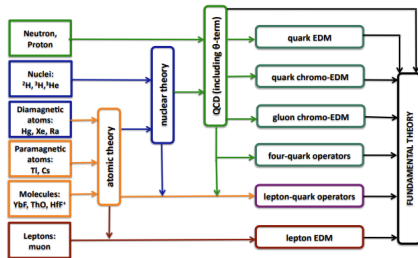 Neutron,
Proton
Nuclei:
²H,³H,³He
Diamagnetic
atoms:
Hg, Xe, Ra
Paramagnetic
atoms:
Tl, Cs
Molecules:
YbF, ThO, HfF⁺
Leptons:
muon
atomic theory
nuclear theory
QCD (including θ-term)
quark EDM
quark chromo-EDM
gluon chromo-EDM
four-quark operators
lepton-quark operators
lepton EDM
FUNDAMENTAL THEORY